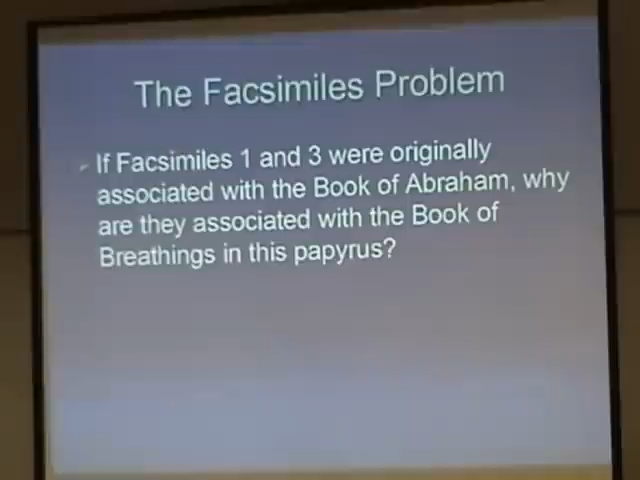 The Facsimiles Problem
If Facsimiles 1 and 3 were originally
associated with the Book of Abraham, why
are they associated with the Book of
Breathings in this papyrus?